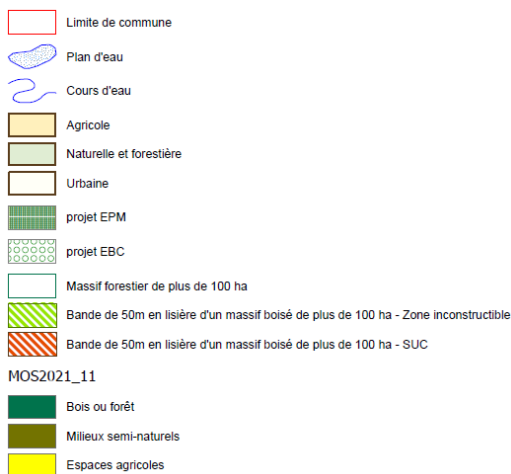 Limite de commune
Plan d'eau
Cours d'eau
Agricole
Naturelle et forestière
Urbaine
projet EPM
projet EBC
Massif forestier de plus de 100 ha
Bande de 50m en lisière d'un massif boisé de plus de 100 ha - Zone inconstructible
Bande de 50m en lisière d'un massif boisé de plus de 100 ha - SUC
MOS2021_11
Bois ou forêt
Milieux semi-naturels
Espaces agricoles